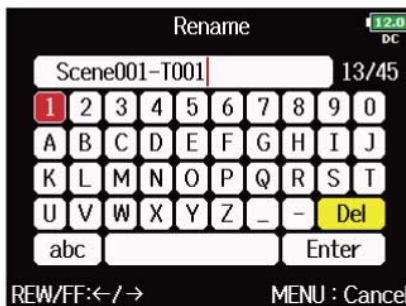 Rename
12.0
DC
Scene001-T001 13/45
1 2 3 4 5 6 7 8 9 0
A B C D E F G H I J
K L M N O P Q R S T
U V W X Y Z _ - Del
abc Enter
REW/FF:←/→ MENU : Cancel